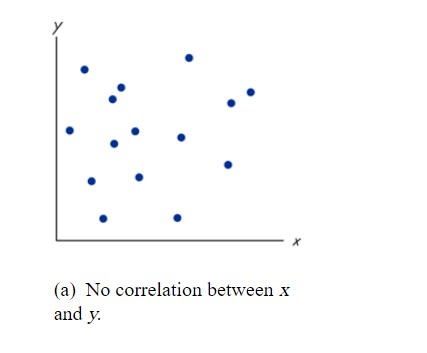 y
x
(a) No correlation between x
and y.